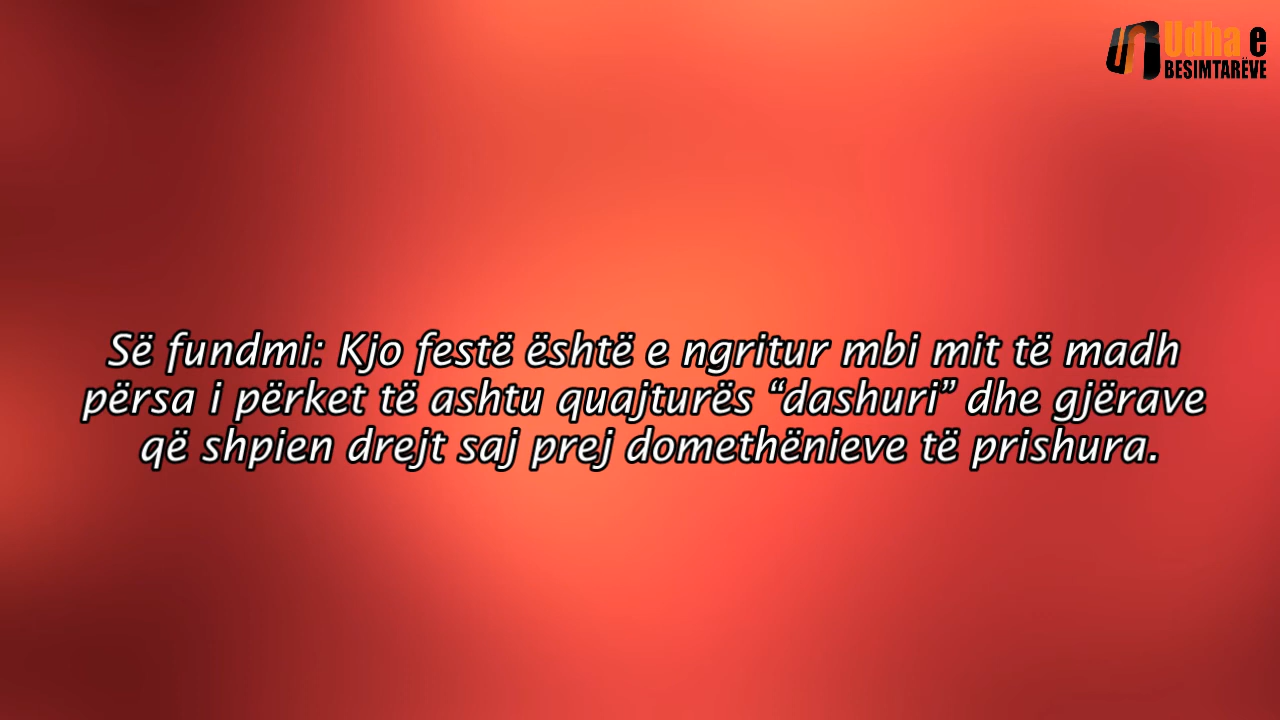 Udha e
BESIMTARËVE
Së fundmi: Kjo festë është e ngritur mbi mit të madh
përsa i përket të ashtu quajturës “dashuri” dhe gjërave
që shpien drejt saj prej domethënieve të prishura.